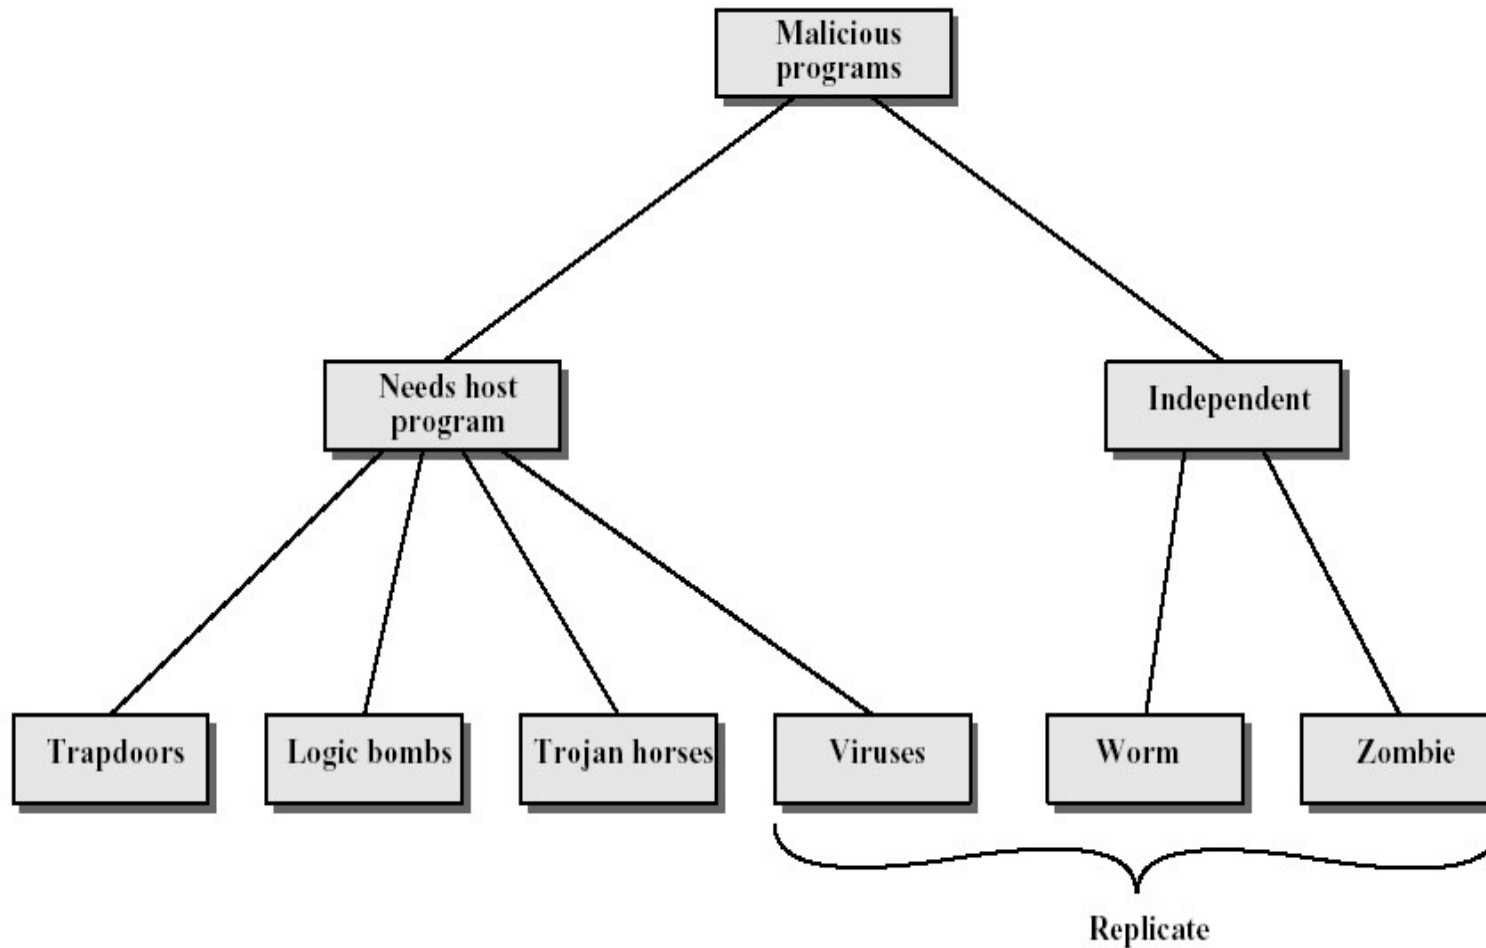 Malicious
programs
Needs host
program
Independent
Trapdoors
Logic bombs
Trojan horses
Viruses
Worm
Zombie
Replicate